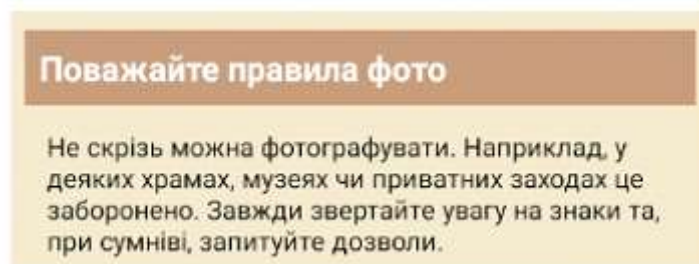 Поважайте правила фото
Не скрізь можна фотографувати. Наприклад, у
деяких храмах, музеях чи приватних заходах це
заборонено. Завжди звертайте увагу на знаки та,
при сумніві, запитуйте дозволи.